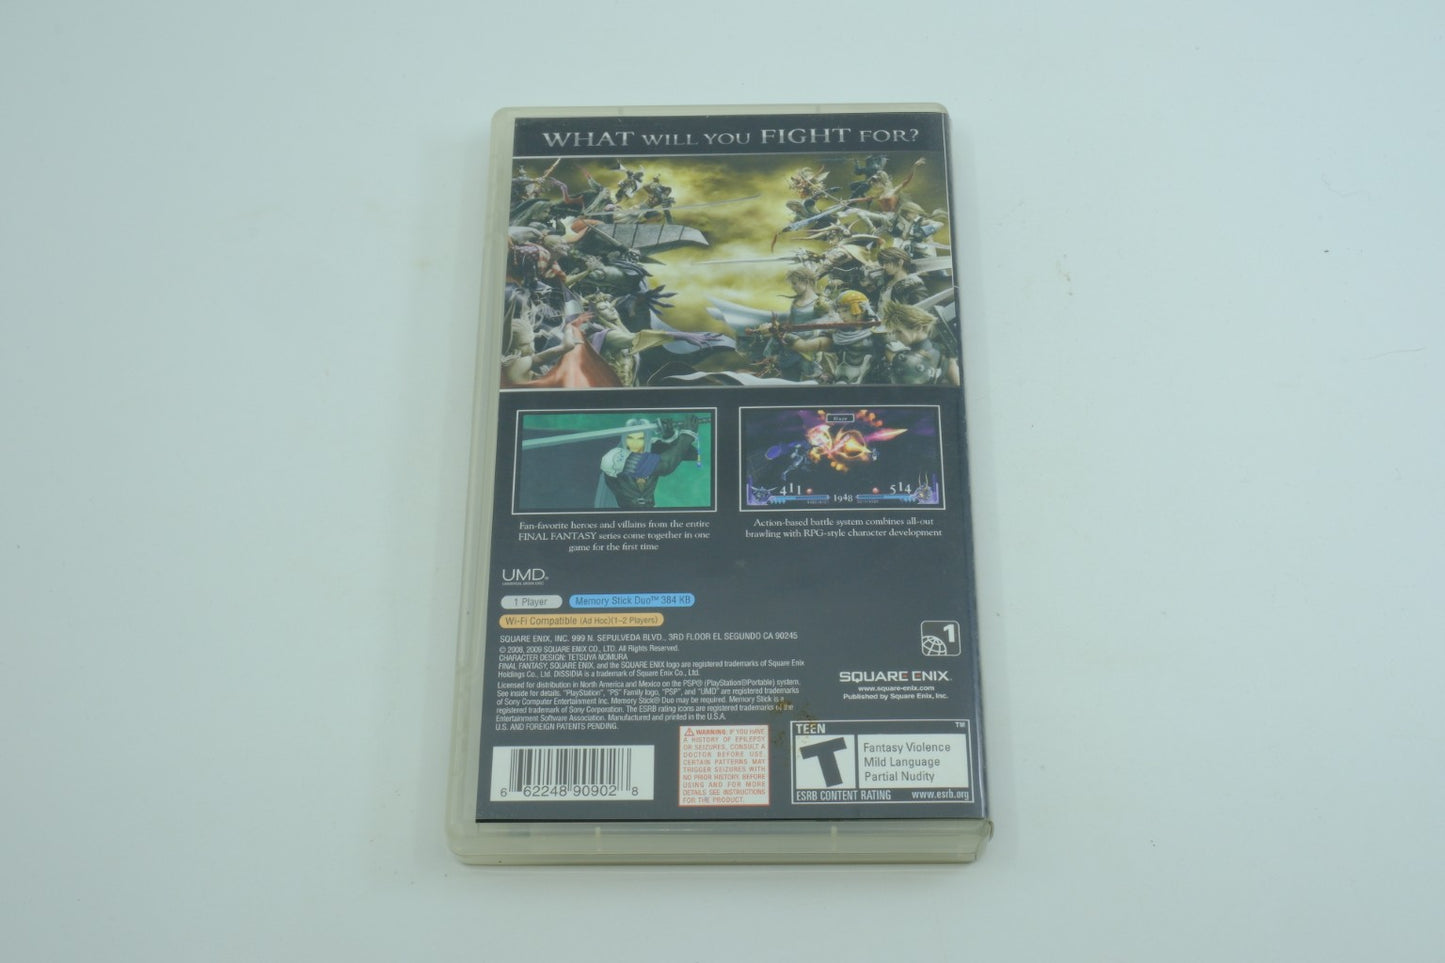 WHAT WILL YOU FIGHT FOR?
Blaze
411
1948
514
Fan-favorite heroes and villains from the entire
FINAL FANTASY series come together in one
game for the first time
Action-based battle system combines all-out
brawling with RPG-style character development
UMD
UNIVERSAL MEDIA DISC
1 Player
Memory Stick Duo™ 384 KB
Wi-Fi Compatible (Ad Hoc)(1–2 Players)
SQUARE ENIX, INC. 999 N. SEPULVEDA BLVD., 3RD FLOOR EL SEGUNDO CA 90245
© 2008, 2009 SQUARE ENIX CO., LTD. All Rights Reserved.
CHARACTER DESIGN: TETSUYA NOMURA
FINAL FANTASY, SQUARE ENIX, and the SQUARE ENIX logo are registered trademarks of Square Enix
Holdings Co., Ltd. DISSIDIA is a trademark of Square Enix Co., Ltd.
Licensed for distribution in North America and Mexico on the PSP® (PlayStation®Portable) system.
See inside for details. "PlayStation", "PS" Family logo, "PSP", and "UMD" are registered trademarks
of Sony Computer Entertainment Inc. Memory Stick® Duo may be required. Memory Stick is a
registered trademark of Sony Corporation. The ESRB rating icons are registered trademarks of the
Entertainment Software Association. Manufactured and printed in the U.S.A.
U.S. AND FOREIGN PATENTS PENDING.
1
SQUARE ENIX
www.square-enix.com
Published by Square Enix, Inc.
6 62248 90902 8
WARNING: IF YOU HAVE
A HISTORY OF EPILEPSY
OR SEIZURES, CONSULT A
DOCTOR BEFORE USE.
CERTAIN PATTERNS MAY
TRIGGER SEIZURES WITH
NO PRIOR HISTORY. BEFORE
USING AND FOR MORE
DETAILS SEE INSTRUCTIONS
FOR THE PRODUCT.
TEEN
TM
T
Fantasy Violence
Mild Language
Partial Nudity
ESRB CONTENT RATING www.esrb.org